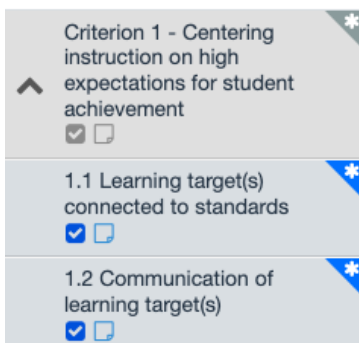 Criterion 1 - Centering
instruction on high
expectations for student
achievement
1.1 Learning target(s)
connected to standards
1.2 Communication of
learning target(s)